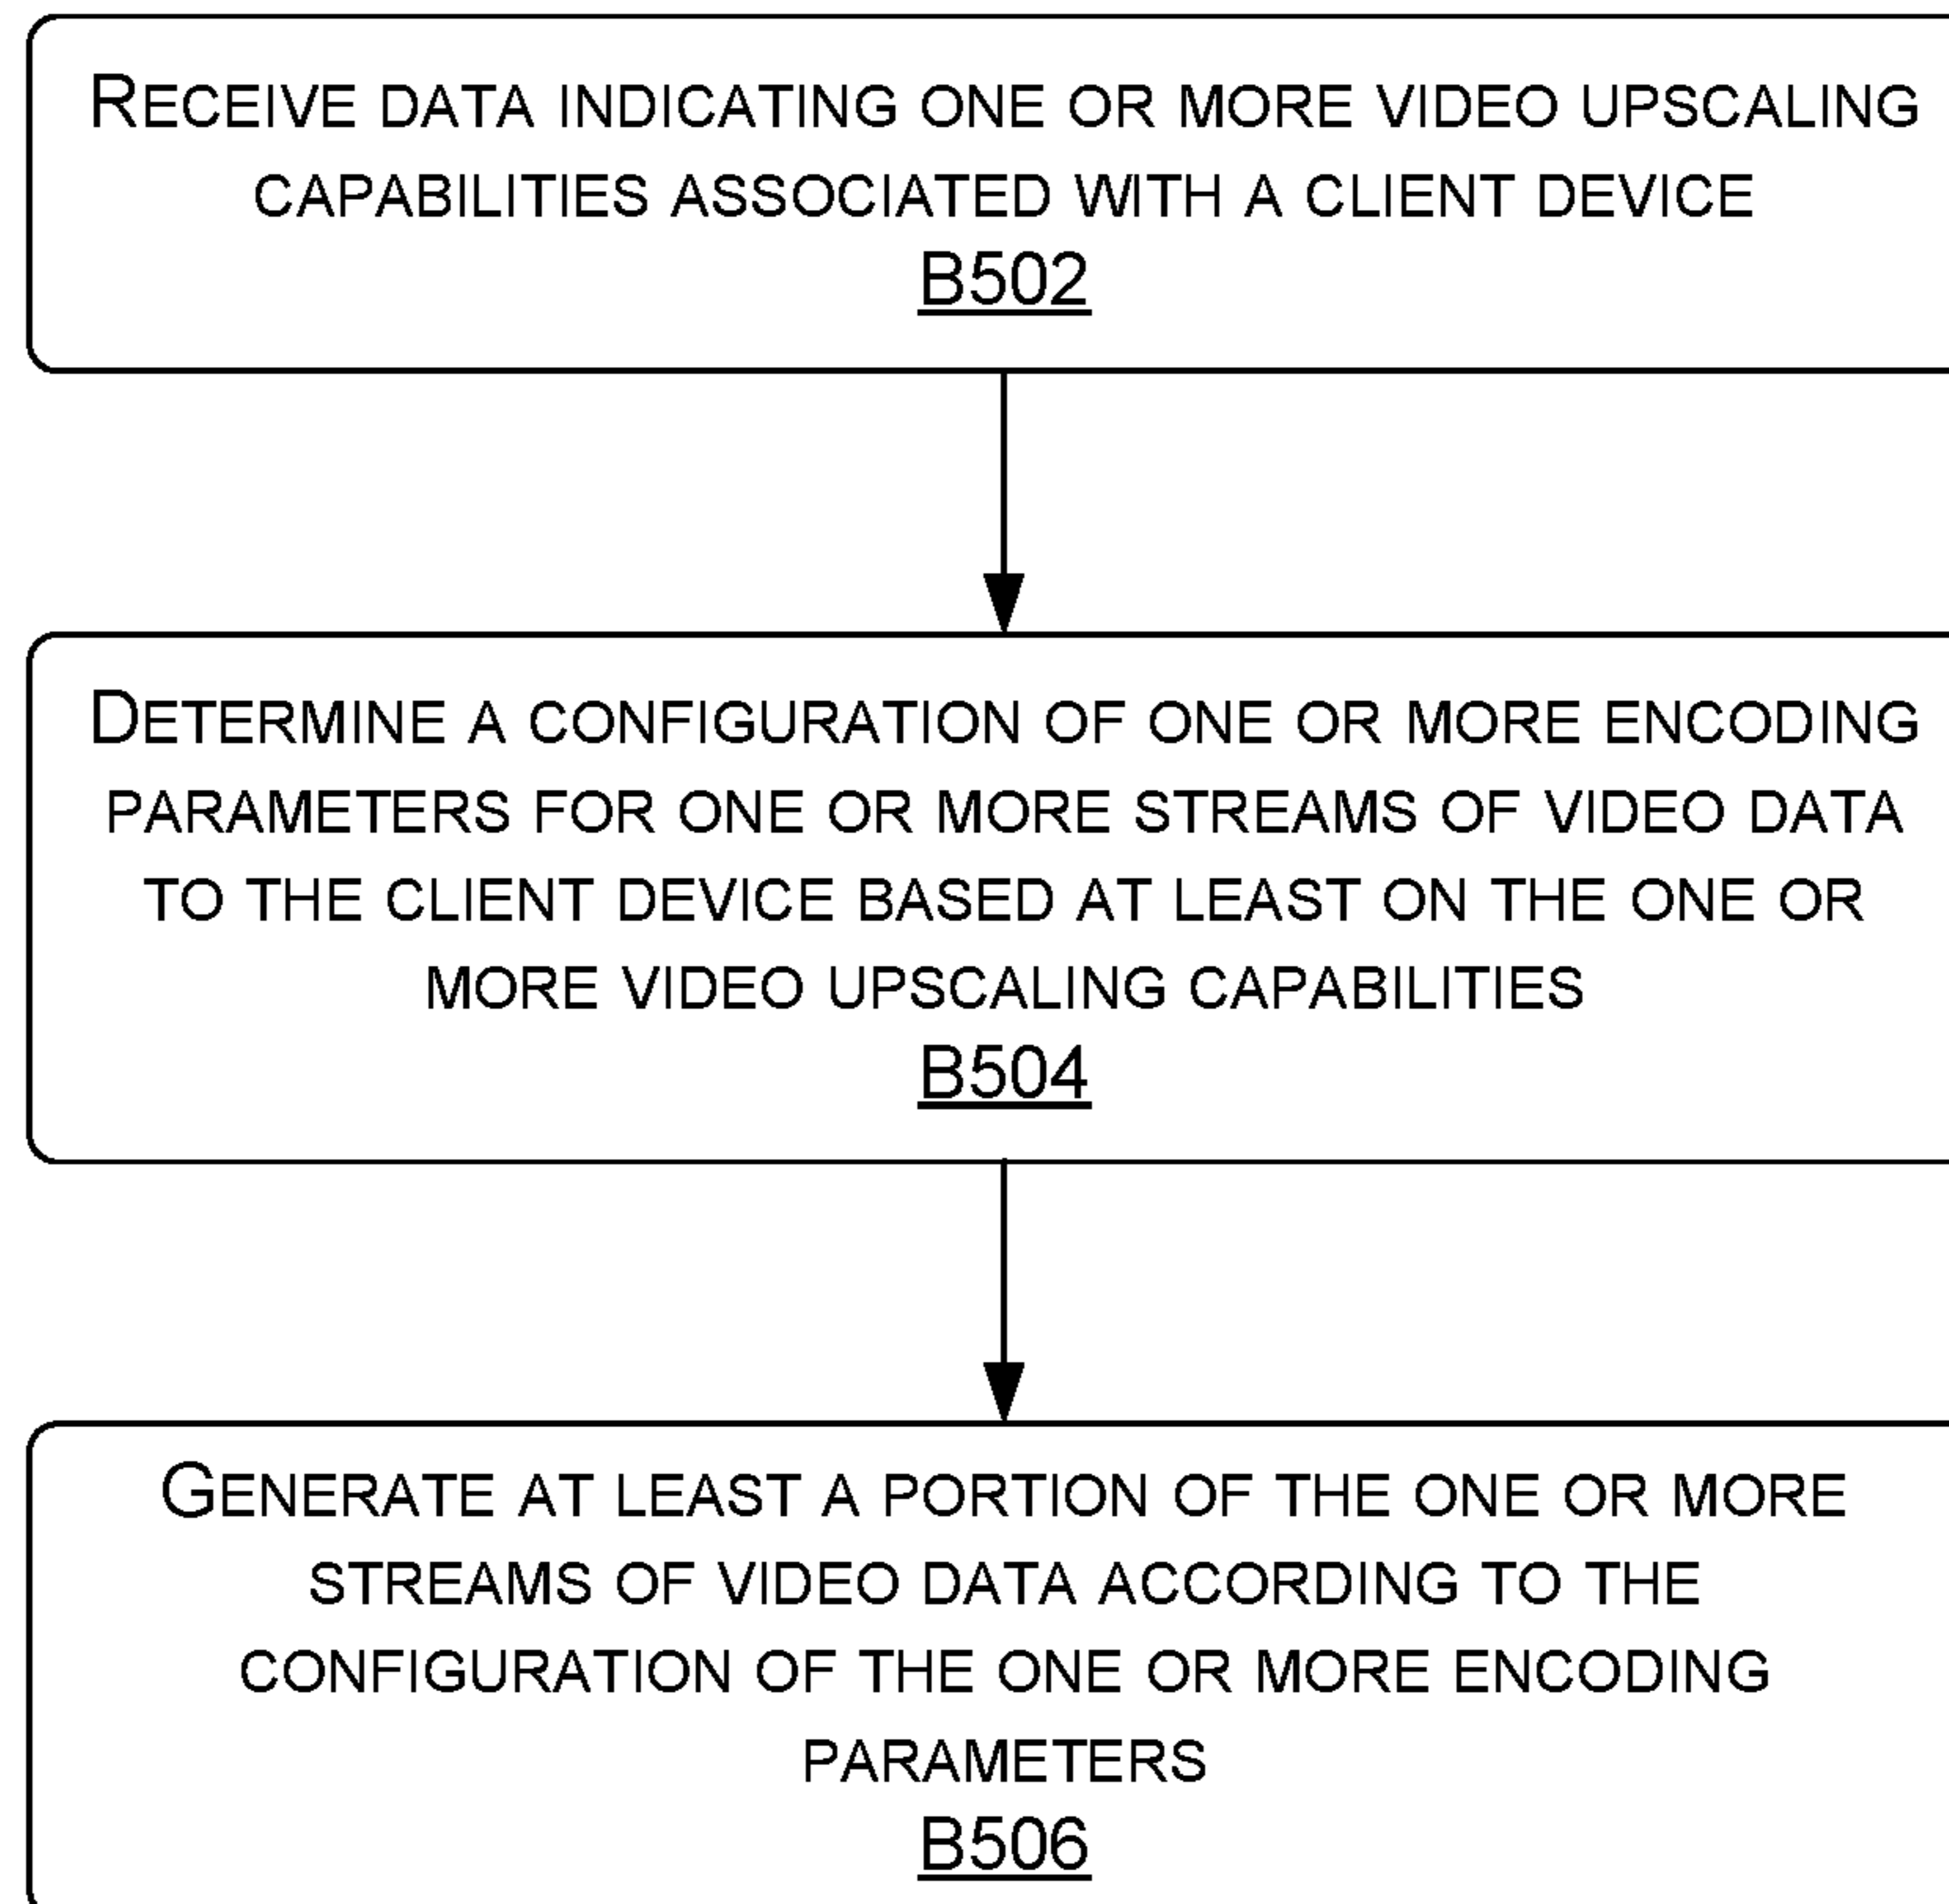 RECEIVE DATA INDICATING ONE OR MORE VIDEO UPSCALING
CAPABILITIES ASSOCIATED WITH A CLIENT DEVICE
B502
DETERMINE A CONFIGURATION OF ONE OR MORE ENCODING
PARAMETERS FOR ONE OR MORE STREAMS OF VIDEO DATA
TO THE CLIENT DEVICE BASED AT LEAST ON THE ONE OR
MORE VIDEO UPSCALING CAPABILITIES
B504
GENERATE AT LEAST A PORTION OF THE ONE OR MORE
STREAMS OF VIDEO DATA ACCORDING TO THE
CONFIGURATION OF THE ONE OR MORE ENCODING
PARAMETERS
B506